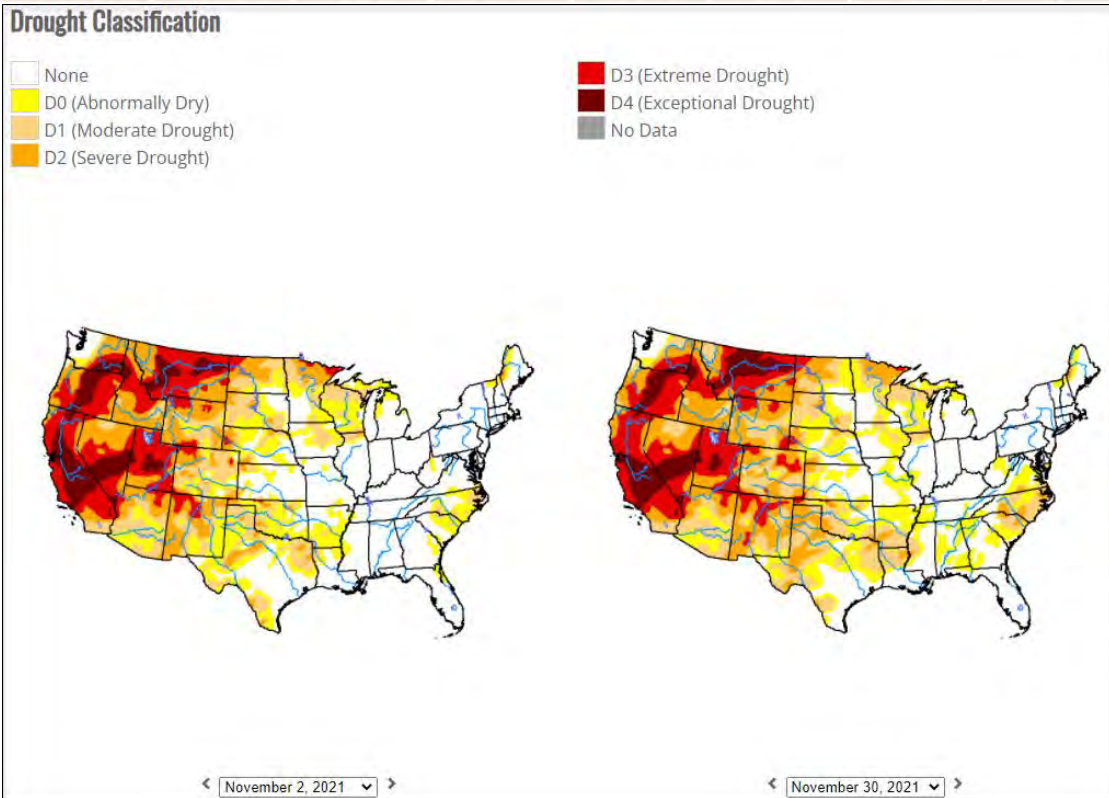 Drought Classification
None
D0 (Abnormally Dry)
D1 (Moderate Drought)
D2 (Severe Drought)
D3 (Extreme Drought)
D4 (Exceptional Drought)
No Data
< November 2, 2021 >
< November 30, 2021 >